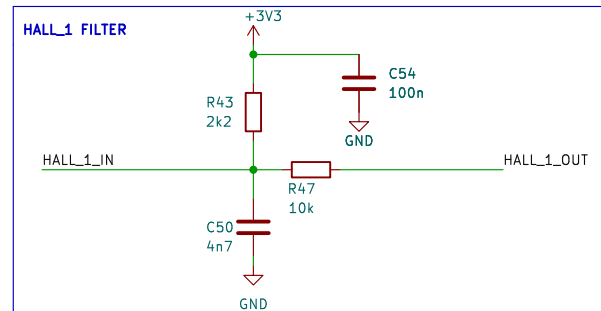 +3V3
HALL_1 FILTER
C54
100n
R43
2k2
GND
HALL_1_IN
HALL_1_OUT
R47
10k
C50
4n7
GND